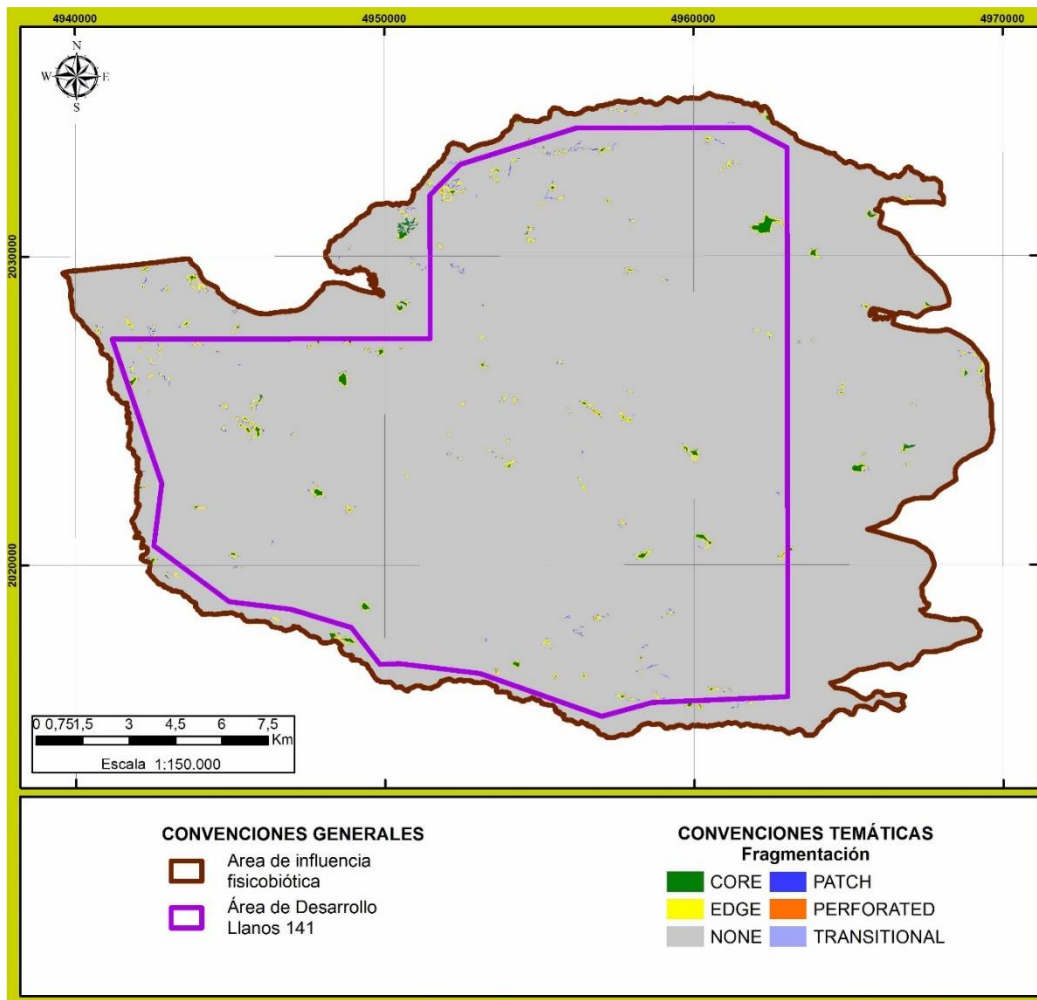 4940000 4950000 4960000 4970000
N
W E
S
2030000
2020000
0 0,75 1,5 3 4,5 6 7,5
Km
Escala 1:150.000
CONVENCIONES GENERALES
Area de influencia
fisicobiótica
Área de Desarrollo
Llanos 141
CONVENCIONES TEMÁTICAS
Fragmentación
CORE PATCH
EDGE PERFORATED
NONE TRANSITIONAL